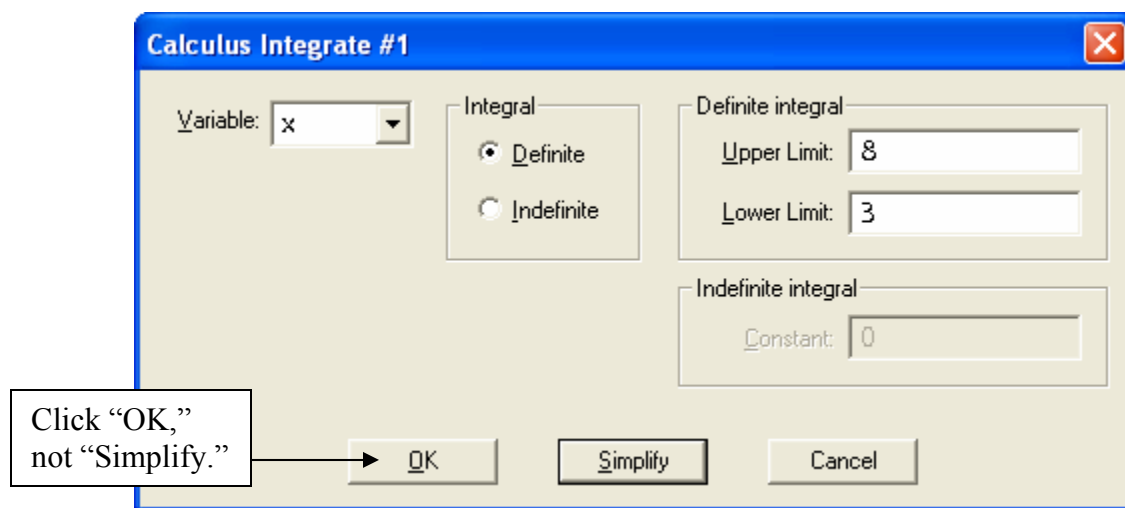 Calculus Integrate #1
Variable: x
Integral
Definite
Indefinite
Definite integral
Upper Limit: 8
Lower Limit: 3
Indefinite integral
Constant: 0
Click “OK,”
not “Simplify.”
OK Simplify Cancel